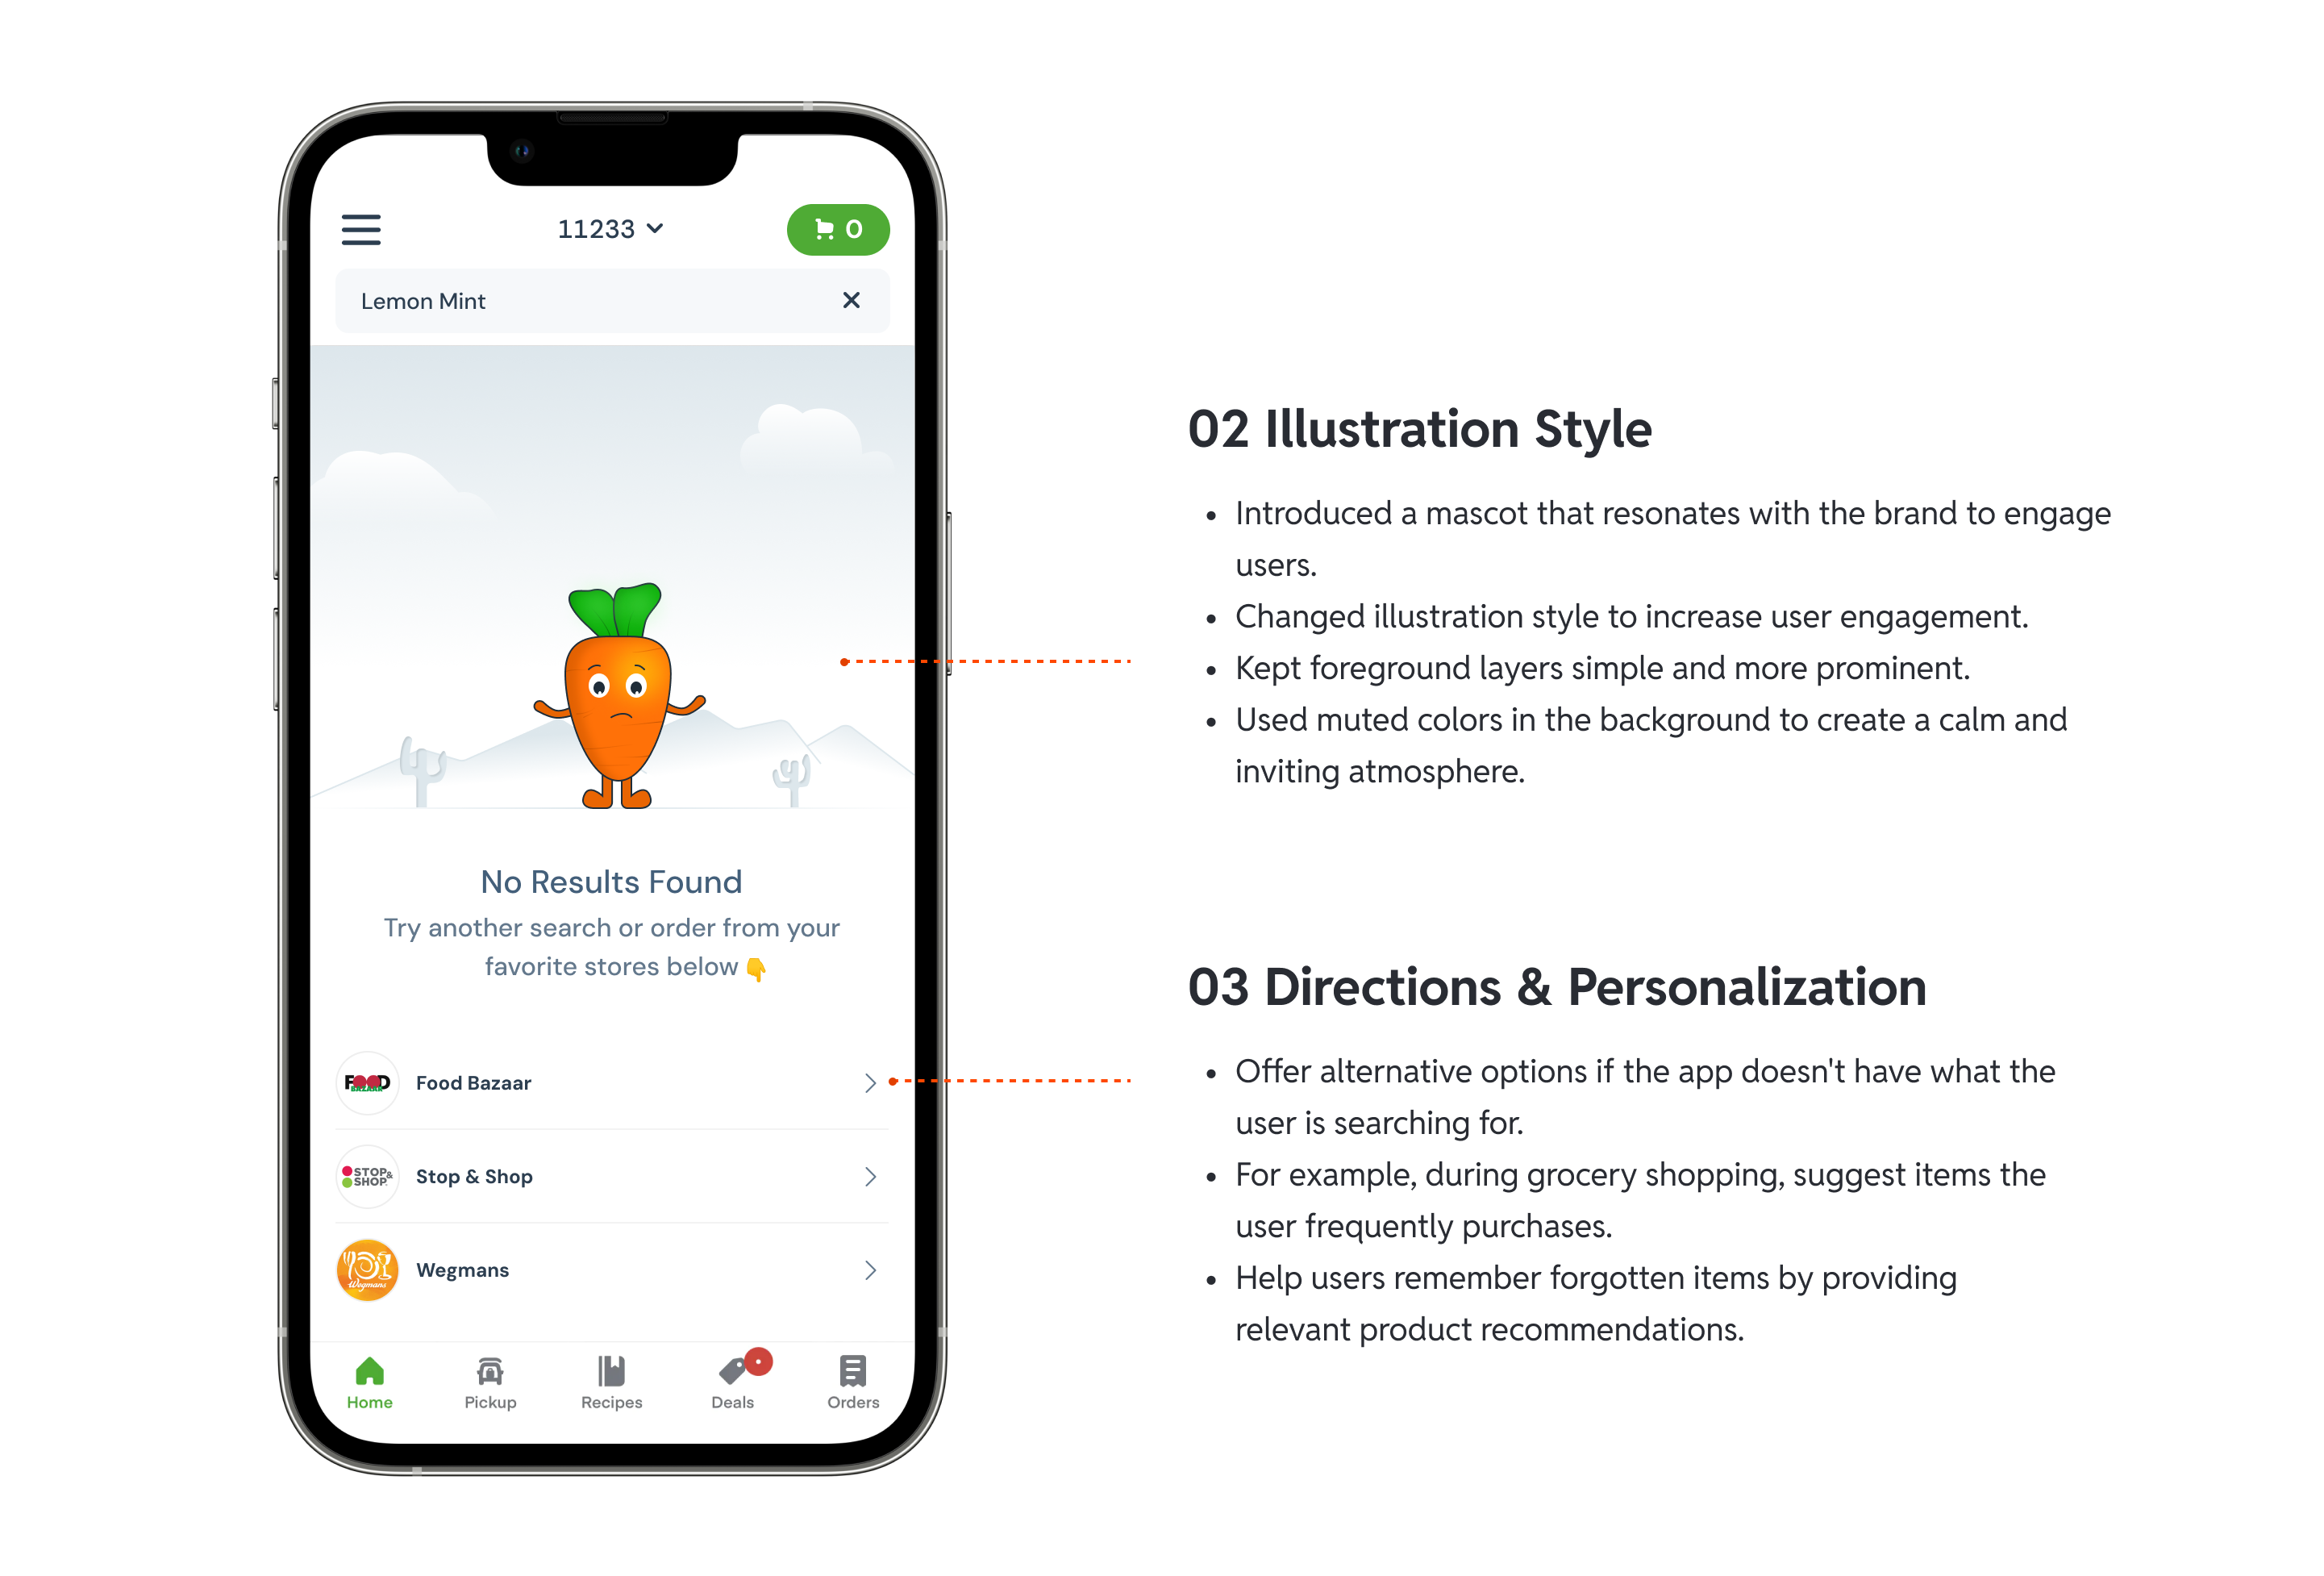 11233
0
Lemon Mint
No Results Found
Try another search or order from your
favorite stores below 👇
FOOD
BAZAAR
Food Bazaar
STOP&
SHOP
Stop & Shop
Wegmans
Wegmans
Home
Pickup
Recipes
Deals
Orders
02 Illustration Style
• Introduced a mascot that resonates with the brand to engage
users.
• Changed illustration style to increase user engagement.
• Kept foreground layers simple and more prominent.
• Used muted colors in the background to create a calm and
inviting atmosphere.
03 Directions & Personalization
• Offer alternative options if the app doesn't have what the
user is searching for.
• For example, during grocery shopping, suggest items the
user frequently purchases.
• Help users remember forgotten items by providing
relevant product recommendations.